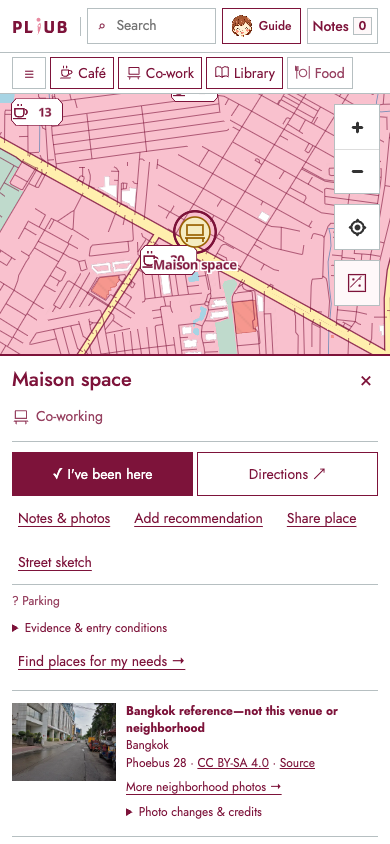 PLIUB
Search
Guide
Notes 0
Café
Co-work
Library
Food
13
Maison space
Maison space
Co-working
✓ I've been here
Directions ↗
Notes & photos
Add recommendation
Share place
Street sketch
? Parking
▶ Evidence & entry conditions
Find places for my needs →
Bangkok reference—not this venue or
neighborhood
Bangkok
Phoebus 28 · CC BY-SA 4.0 · Source
More neighborhood photos →
▶ Photo changes & credits